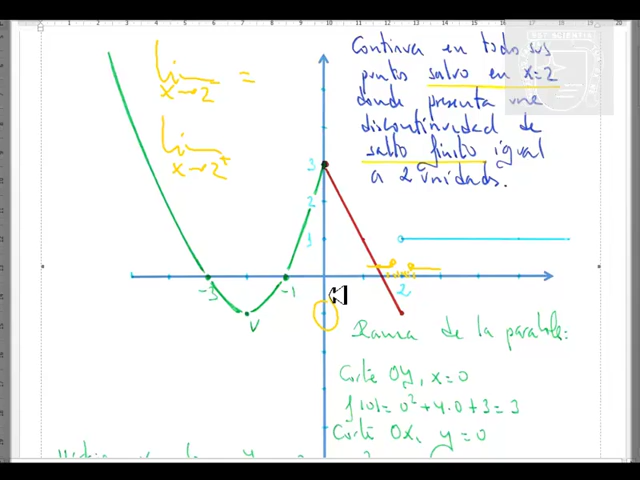 lim =
x→2⁻
lim
x→2⁺
Continua en todos sus
puntos salvo en x=2
donde presenta una
discontinuidad de
salto finito igual
a 2 unidades.
3
2
1
-3
-1
2
V
Rama de la parábola:
Corte OY, x=0
f(0)=0²+4·0+3=3
Corte OX, y=0